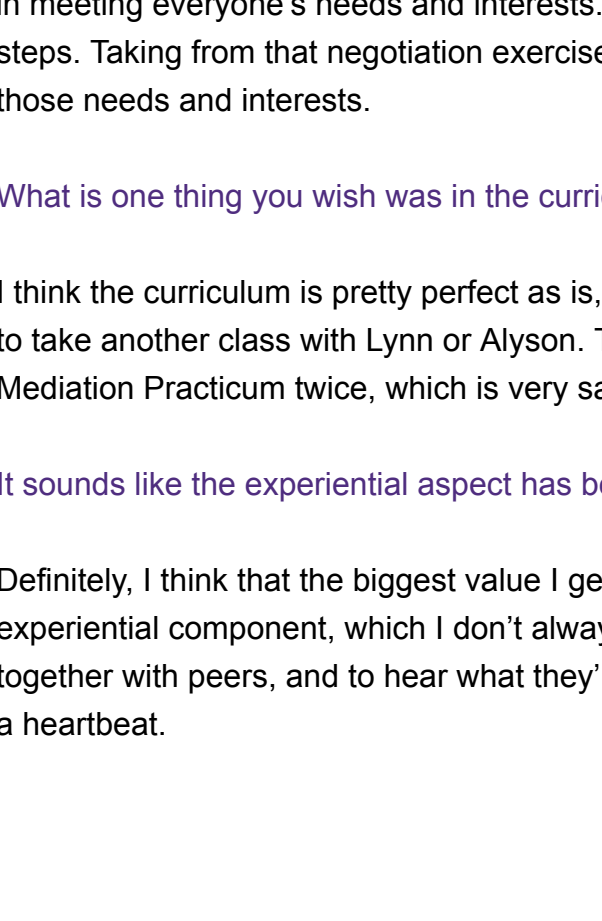 in meeting everyone's needs and interests.
steps. Taking from that negotiation exercise
those needs and interests.
What is one thing you wish was in the curri
I think the curriculum is pretty perfect as is,
to take another class with Lynn or Alyson. T
Mediation Practicum twice, which is very sa
It sounds like the experiential aspect has be
Definitely, I think that the biggest value I ge
experiential component, which I don’t alway
together with peers, and to hear what they’
a heartbeat.